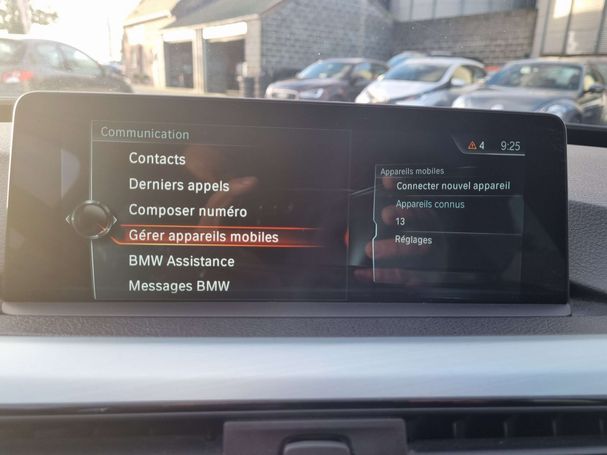 Communication
4 9:25
Contacts
Derniers appels
Composer numéro
Gérer appareils mobiles
BMW Assistance
Messages BMW
Appareils mobiles
Connecter nouvel appareil
Appareils connus
13
Réglages